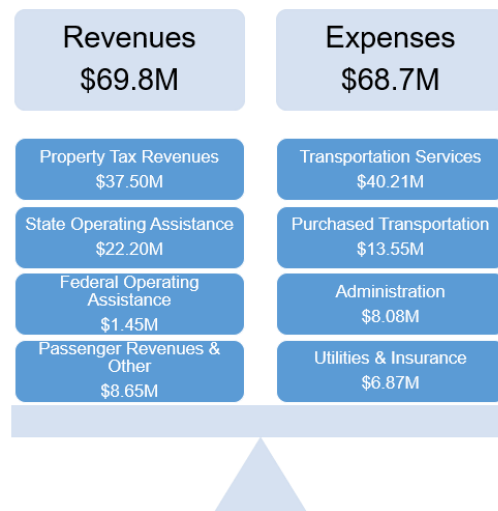 Revenues
$69.8M
Expenses
$68.7M
Property Tax Revenues
$37.50M
State Operating Assistance
$22.20M
Federal Operating
Assistance
$1.45M
Passenger Revenues &
Other
$8.65M
Transportation Services
$40.21M
Purchased Transportation
$13.55M
Administration
$8.08M
Utilities & Insurance
$6.87M